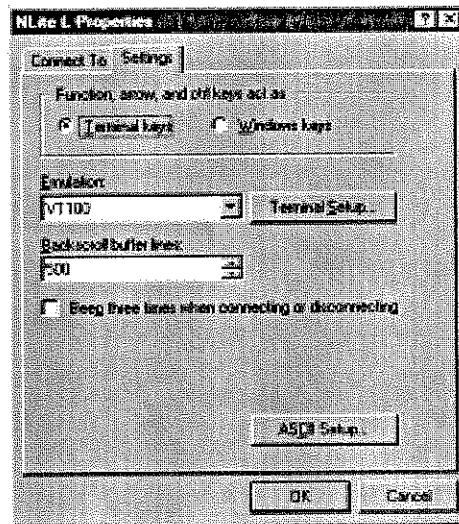 NLite L Properties ? X
Connect To Settings
Function, arrow, and ctrl keys act as
Terminal keys Windows keys
Emulation:
VT100 Terminal Setup...
Backscroll buffer lines:
500
Beep three times when connecting or disconnecting
ASCII Setup...
OK Cancel